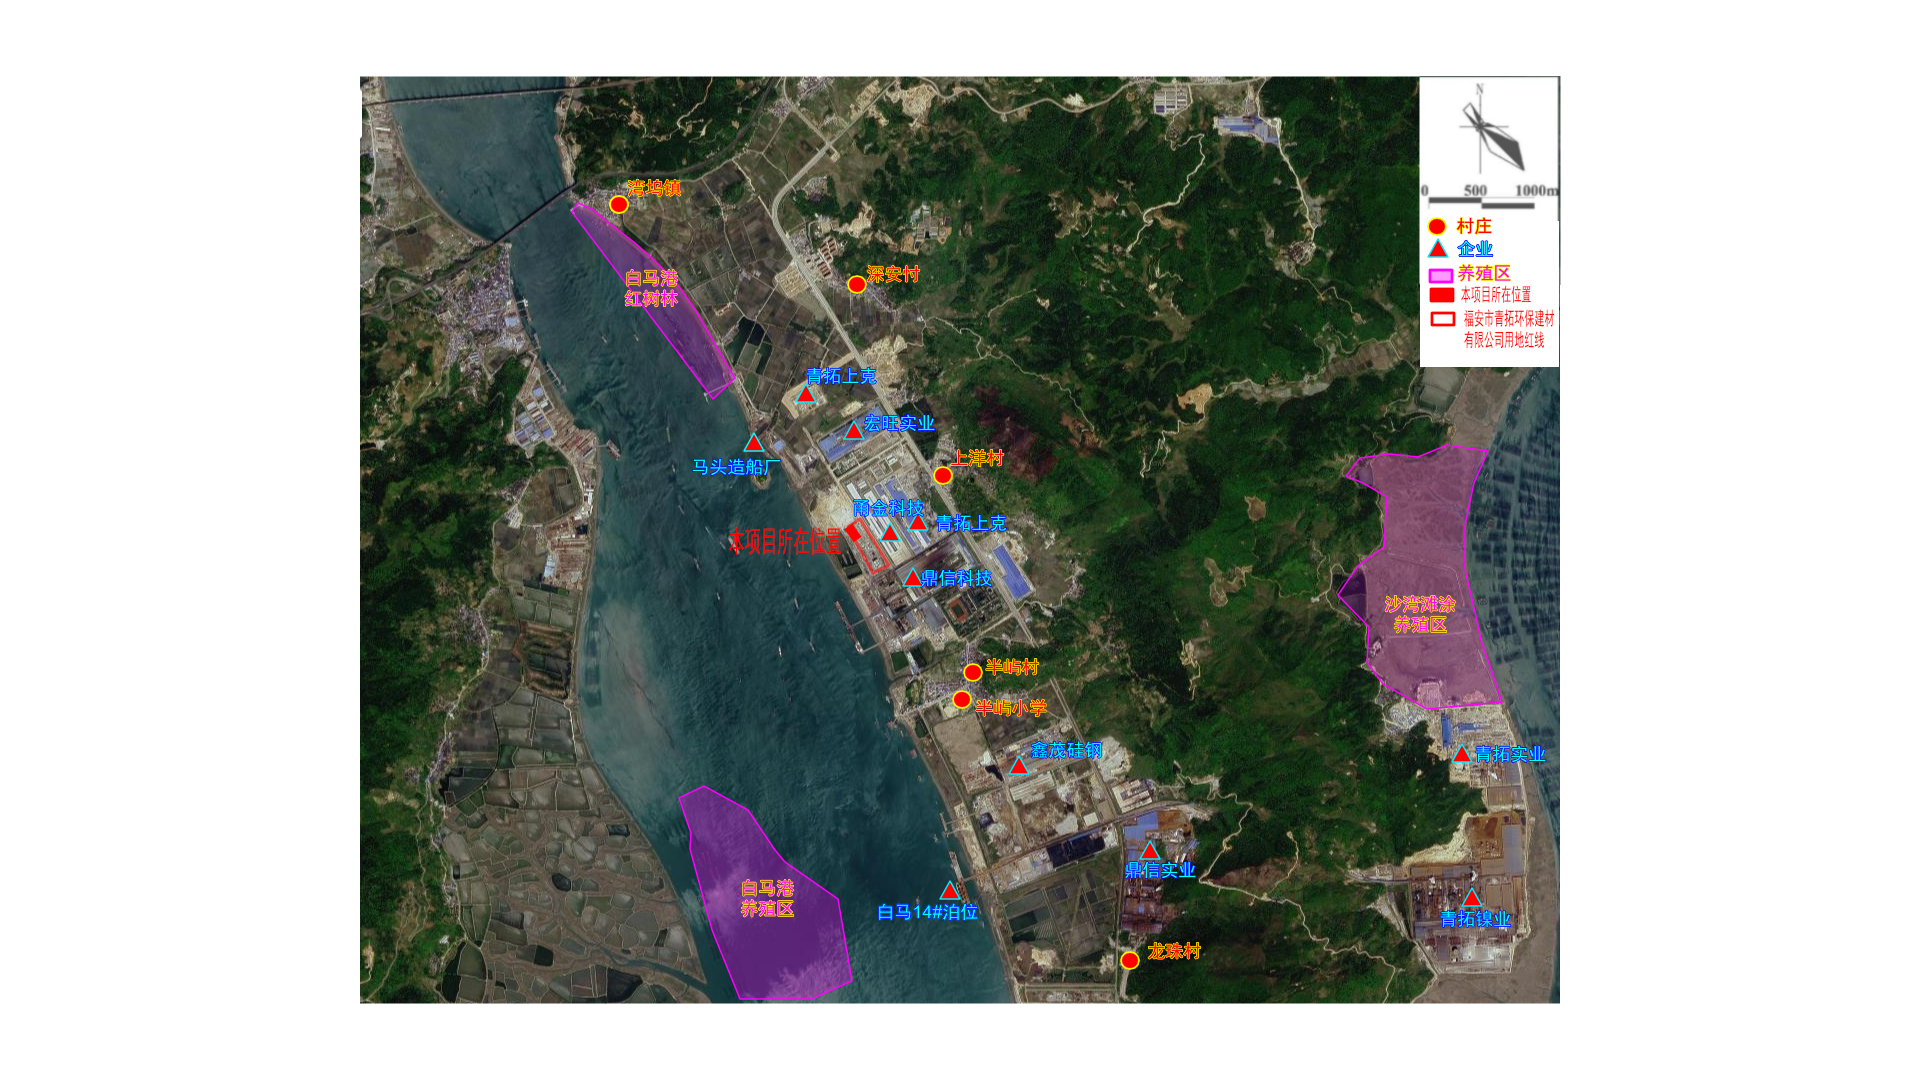 N
0 500 1000m
村庄
企业
养殖区
本项目所在位置
福安市青拓环保建材
有限公司用地红线
湾坞镇
白马港
红树林
深安付
青拓上克
宏旺实业
马头造船厂
上洋村
甬金科技
青拓上克
本项目所在位置
鼎信科技
沙湾滩涂
养殖区
半屿村
半屿小学
鑫茂硅钢
青拓实业
鼎信实业
白马港
养殖区
白马14#泊位
青拓镍业
龙珠村